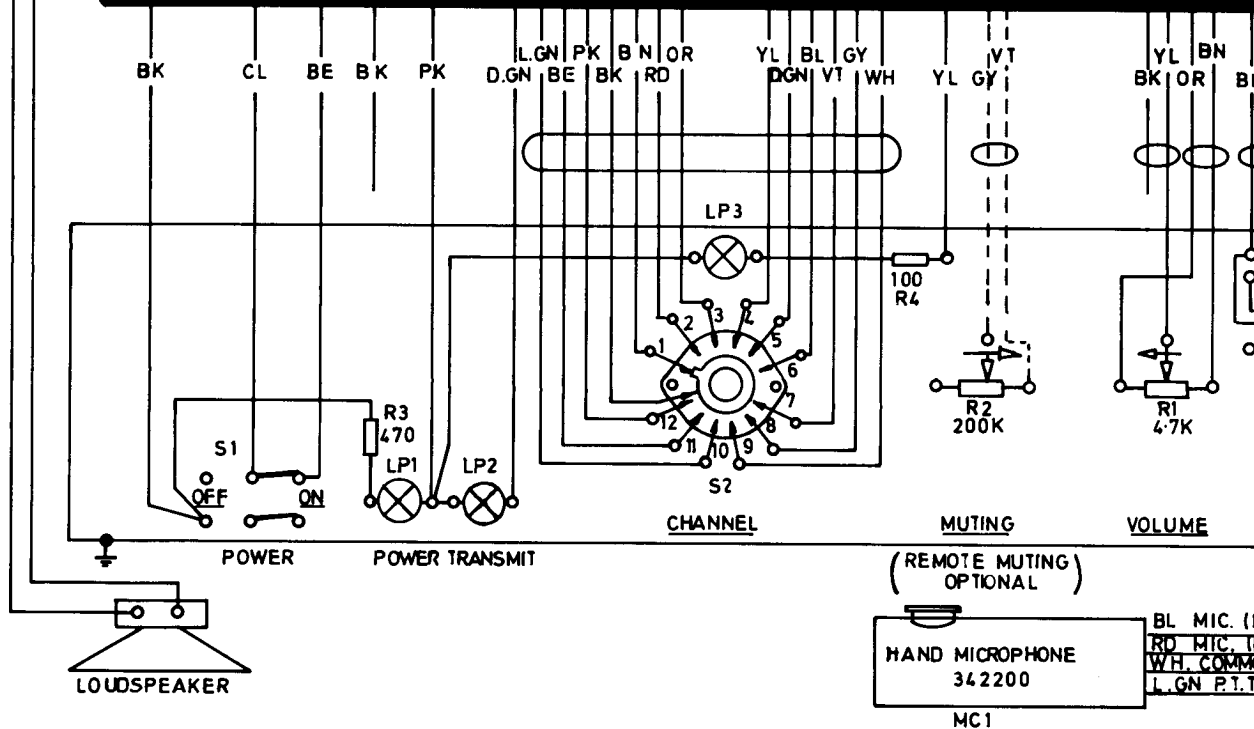 L.GN PK BN OR YL BL GY VT YL BN
BK CL BE BK PK D.GN BE BK RD DGN VT WH YL GY BK OR
LP3
100
R4
3 4
2 5
1 6
7
12 8
11 10 9
S2
R3
470
S1
LP1 LP2
OFF ON
R2
200K
R1
4·7K
CHANNEL MUTING VOLUME
POWER POWER TRANSMIT
(REMOTE MUTING)
OPTIONAL
LOUDSPEAKER
HAND MICROPHONE
342200
MC1
BL MIC.
RD MIC.
WH.
L.GN P.T.T